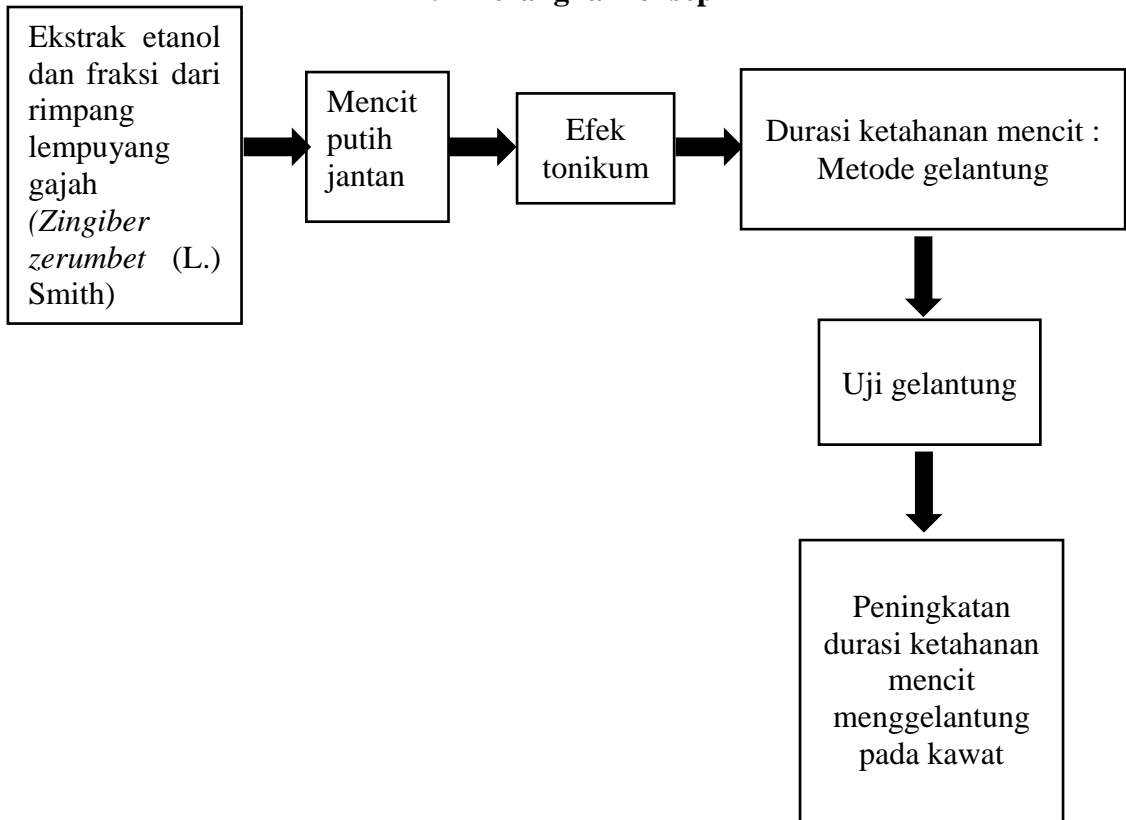 Ekstrak etanol
dan fraksi dari
rimpang
lempuyang
gajah
(Zingiber
zerumbet (L.)
Smith)
Mencit
putih
jantan
Efek
tonikum
Durasi ketahanan mencit :
Metode gelantung
Uji gelantung
Peningkatan
durasi ketahanan
mencit
menggelantung
pada kawat